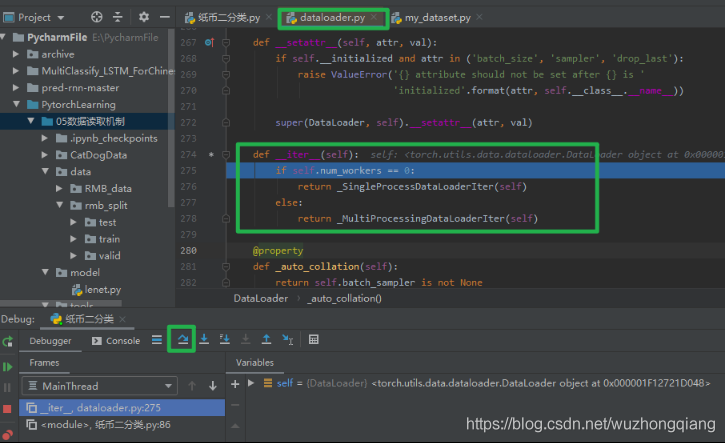 Project
纸币二分类.py
dataloader.py
my_dataset.py
PycharmFile E:\PycharmFile
archive
MultiClassify_LSTM_ForChines
pred-rnn-master
PytorchLearning
05数据读取机制
.ipynb_checkpoints
CatDogData
data
RMB_data
rmb_split
test
train
valid
model
lenet.py
tools
267 def __setattr__(self, attr, val):
268 if self.__initialized and attr in ('batch_size', 'sampler', 'drop_last'):
269 raise ValueError('{} attribute should not be set after {} is '
270 'initialized'.format(attr, self.__class__.__name__))
271
272 super(DataLoader, self).__setattr__(attr, val)
273
274 def __iter__(self): self: <torch.utils.data.dataloader.DataLoader object at 0x00000
275 if self.num_workers == 0:
276 return _SingleProcessDataLoaderIter(self)
277 else:
278 return _MultiProcessingDataLoaderIter(self)
279
280 @property
281 def _auto_collation(self):
282 return self.batch_sampler is not None
DataLoader › _auto_collation()
Debug: 纸币二分类
Debugger Console
Frames
Variables
MainThread
__iter__, dataloader.py:275
<module>, 纸币二分类.py:86
self = {DataLoader} <torch.utils.data.dataloader.DataLoader object at 0x000001F12721D048>
https://blog.csdn.net/wuzhongqiang